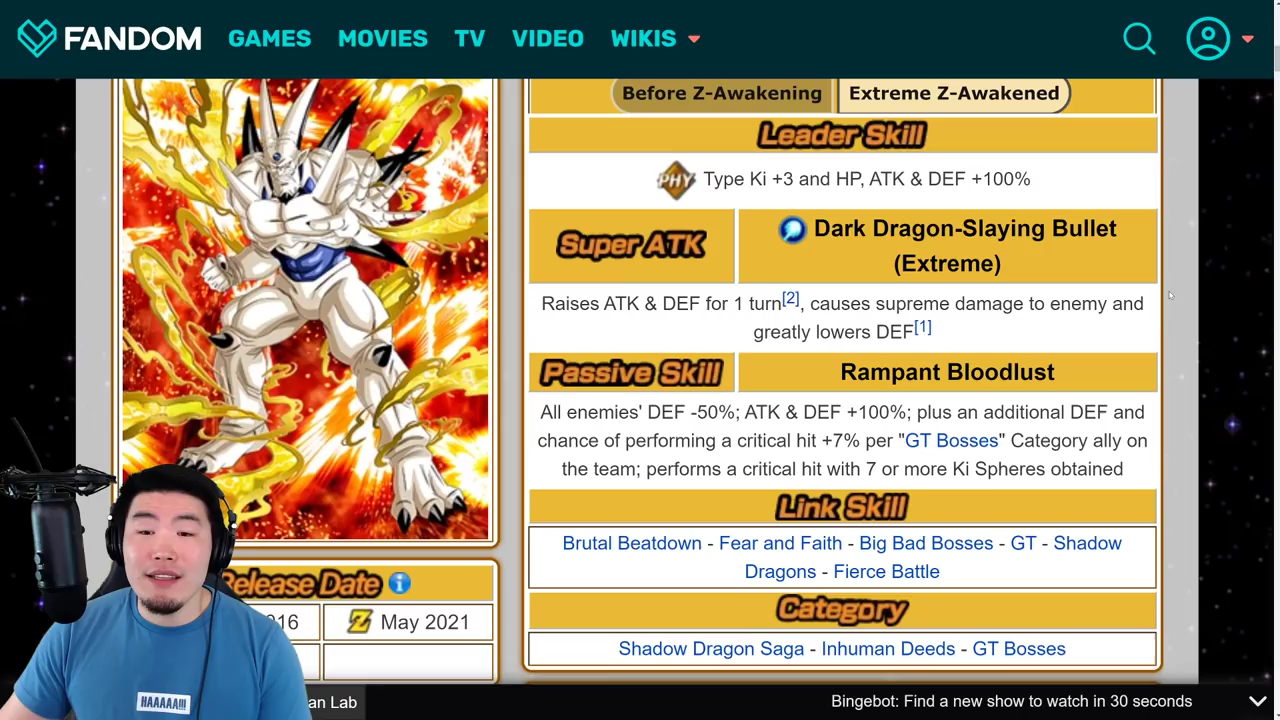 FANDOM GAMES MOVIES TV VIDEO WIKIS
Before Z-Awakening Extreme Z-Awakened
Leader Skill
PHY Type Ki +3 and HP, ATK & DEF +100%
Super ATK
Dark Dragon-Slaying Bullet
(Extreme)
Raises ATK & DEF for 1 turn[2], causes supreme damage to enemy and
greatly lowers DEF[1]
Passive Skill
Rampant Bloodlust
All enemies' DEF -50%; ATK & DEF +100%; plus an additional DEF and
chance of performing a critical hit +7% per "GT Bosses" Category ally on
the team; performs a critical hit with 7 or more Ki Spheres obtained
Link Skill
Brutal Beatdown - Fear and Faith - Big Bad Bosses - GT - Shadow
Dragons - Fierce Battle
Category
Shadow Dragon Saga - Inhuman Deeds - GT Bosses
Release Date i
016 Z May 2021
HAAAAA!!!
an Lab
Bingebot: Find a new show to watch in 30 seconds